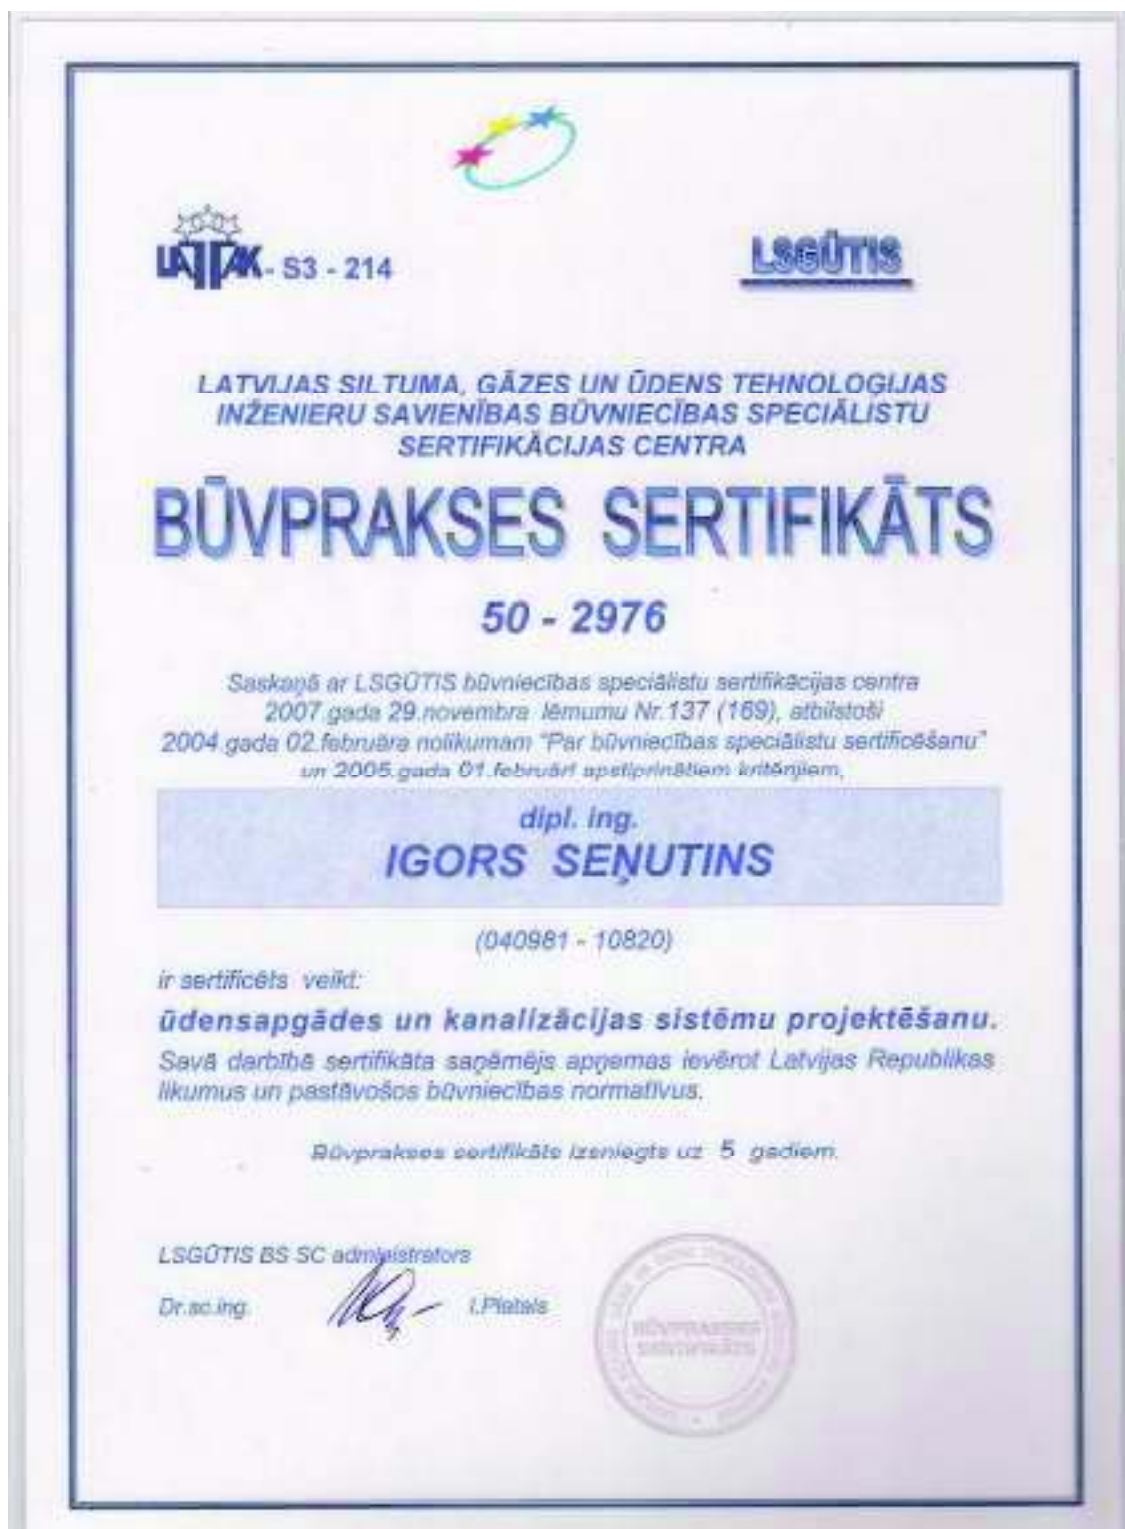 LATAK - S3 - 214
LSGŪTIS
LATVIJAS SILTUMA, GĀZES UN ŪDENS TEHNOLOĢIJAS
INŽENIERU SAVIENĪBAS BŪVNIECĪBAS SPECIĀLISTU
SERTIFIKĀCIJAS CENTRA
BŪVPRAKSES SERTIFIKĀTS
50 - 2976
Saskaņā ar LSGŪTIS būvniecības speciālistu sertifikācijas centra
2007.gada 29.novembra lēmumu Nr.137 (169), atbilstoši
2004.gada 02.februāra nolikumam "Par būvniecības speciālistu sertificēšanu"
un 2005.gada 01.februārī apstiprinātiem kritērijiem,
dipl. ing.
IGORS SEŅUTINS
(040981 - 10820)
ir sertificēts veikt:
ūdensapgādes un kanalizācijas sistēmu projektēšanu.
Savā darbībā sertifikāta saņēmējs apņemas ievērot Latvijas Republikas
likumus un pastāvošos būvniecības normatīvus.
Būvprakses sertifikāts izsniegts uz 5 gadiem.
LSGŪTIS BS SC administrators
Dr.sc.ing. I.Platais
BŪVPRAKSES
SERTIFIKĀTS